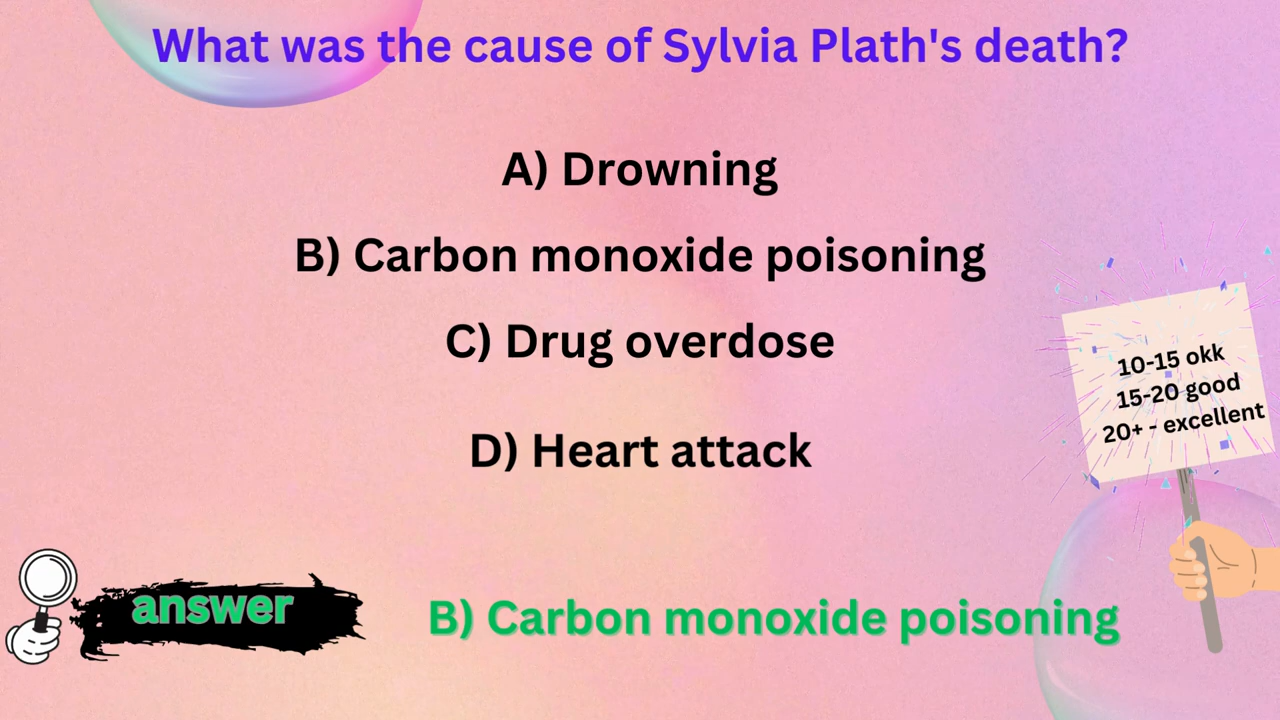 What was the cause of Sylvia Plath's death?
A) Drowning
B) Carbon monoxide poisoning
C) Drug overdose
D) Heart attack
10-15 okk
15-20 good
20+ - excellent
answer
B) Carbon monoxide poisoning